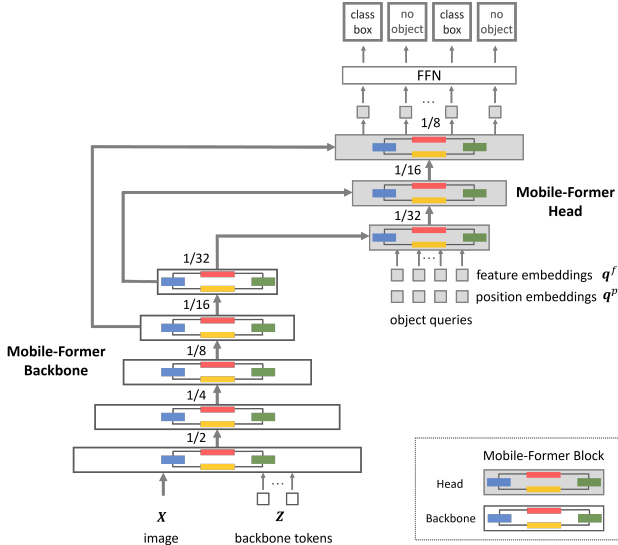 class
box
no
object
class
box
no
object
FFN
...
1/8
1/16
Mobile-Former
Head
1/32
...
feature embeddings q^f
position embeddings q^p
object queries
1/32
1/16
Mobile-Former
Backbone
1/8
1/4
1/2
...
X
Z
image
backbone tokens
Mobile-Former Block
Head
Backbone